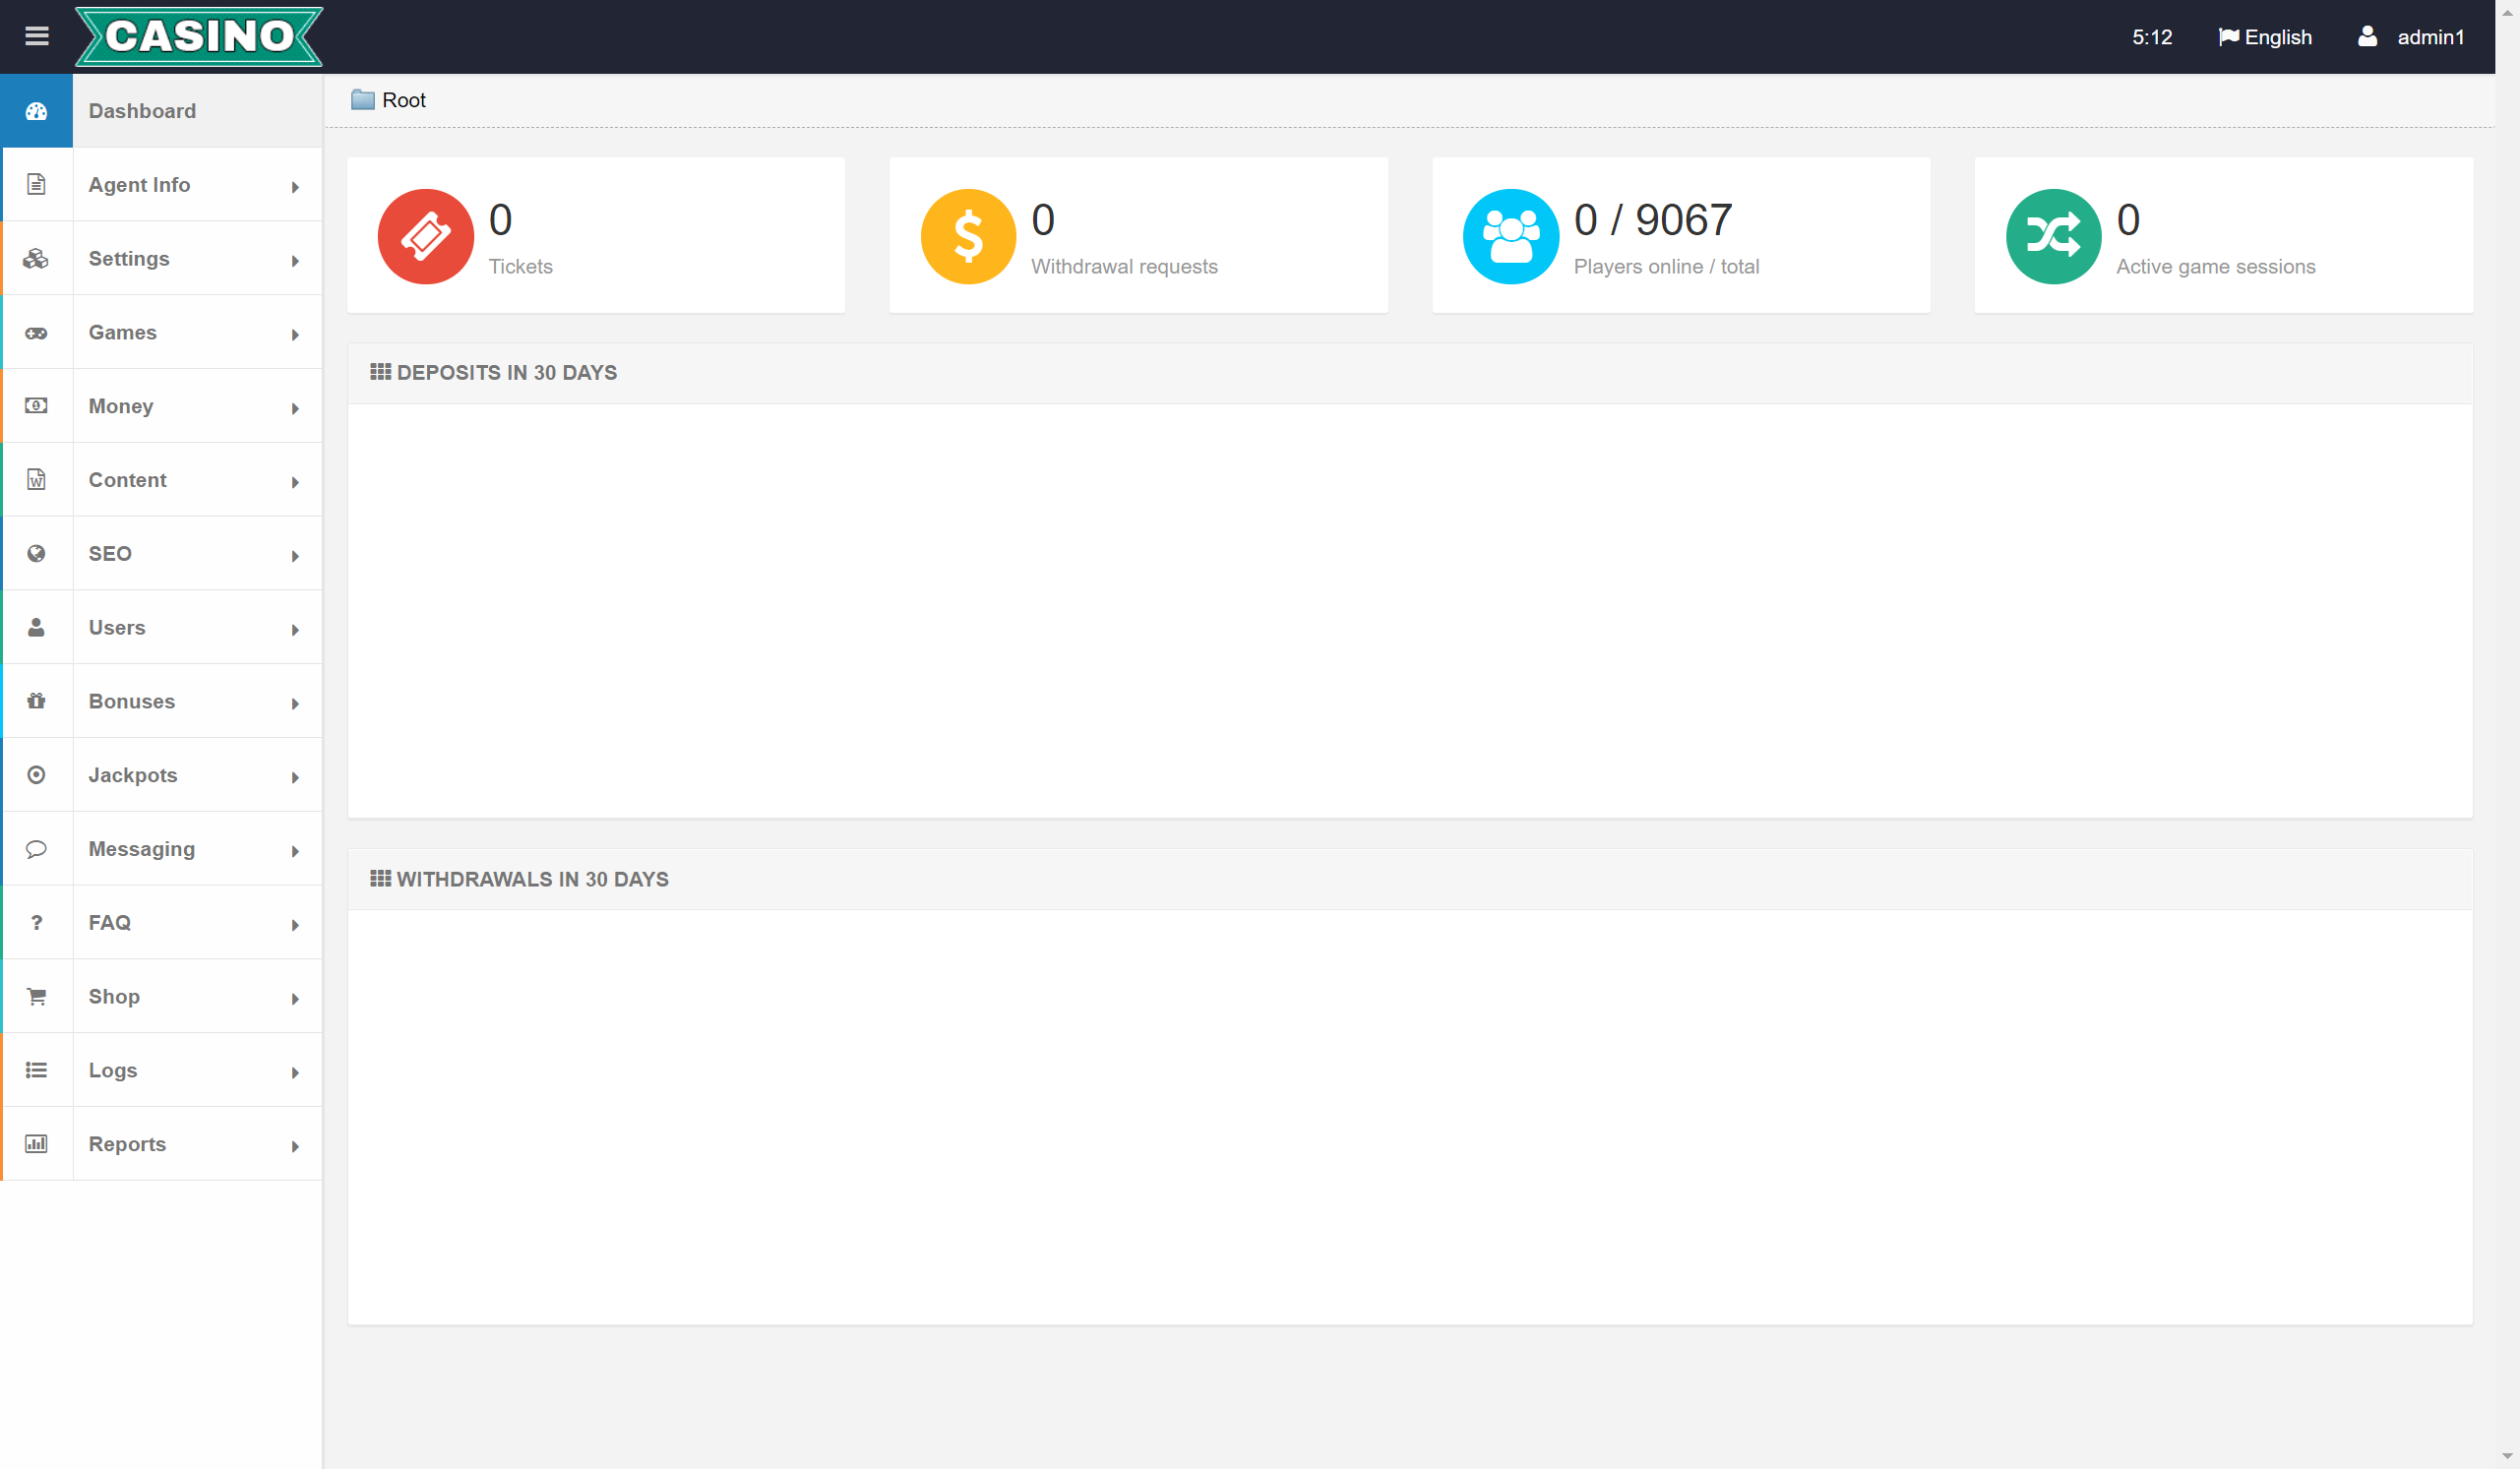 CASINO
5:12
English
admin1
Dashboard
Agent Info
Settings
Games
Money
Content
SEO
Users
Bonuses
Jackpots
Messaging
FAQ
Shop
Logs
Reports
Root
0
Tickets
0
Withdrawal requests
0 / 9067
Players online / total
0
Active game sessions
DEPOSITS IN 30 DAYS
WITHDRAWALS IN 30 DAYS